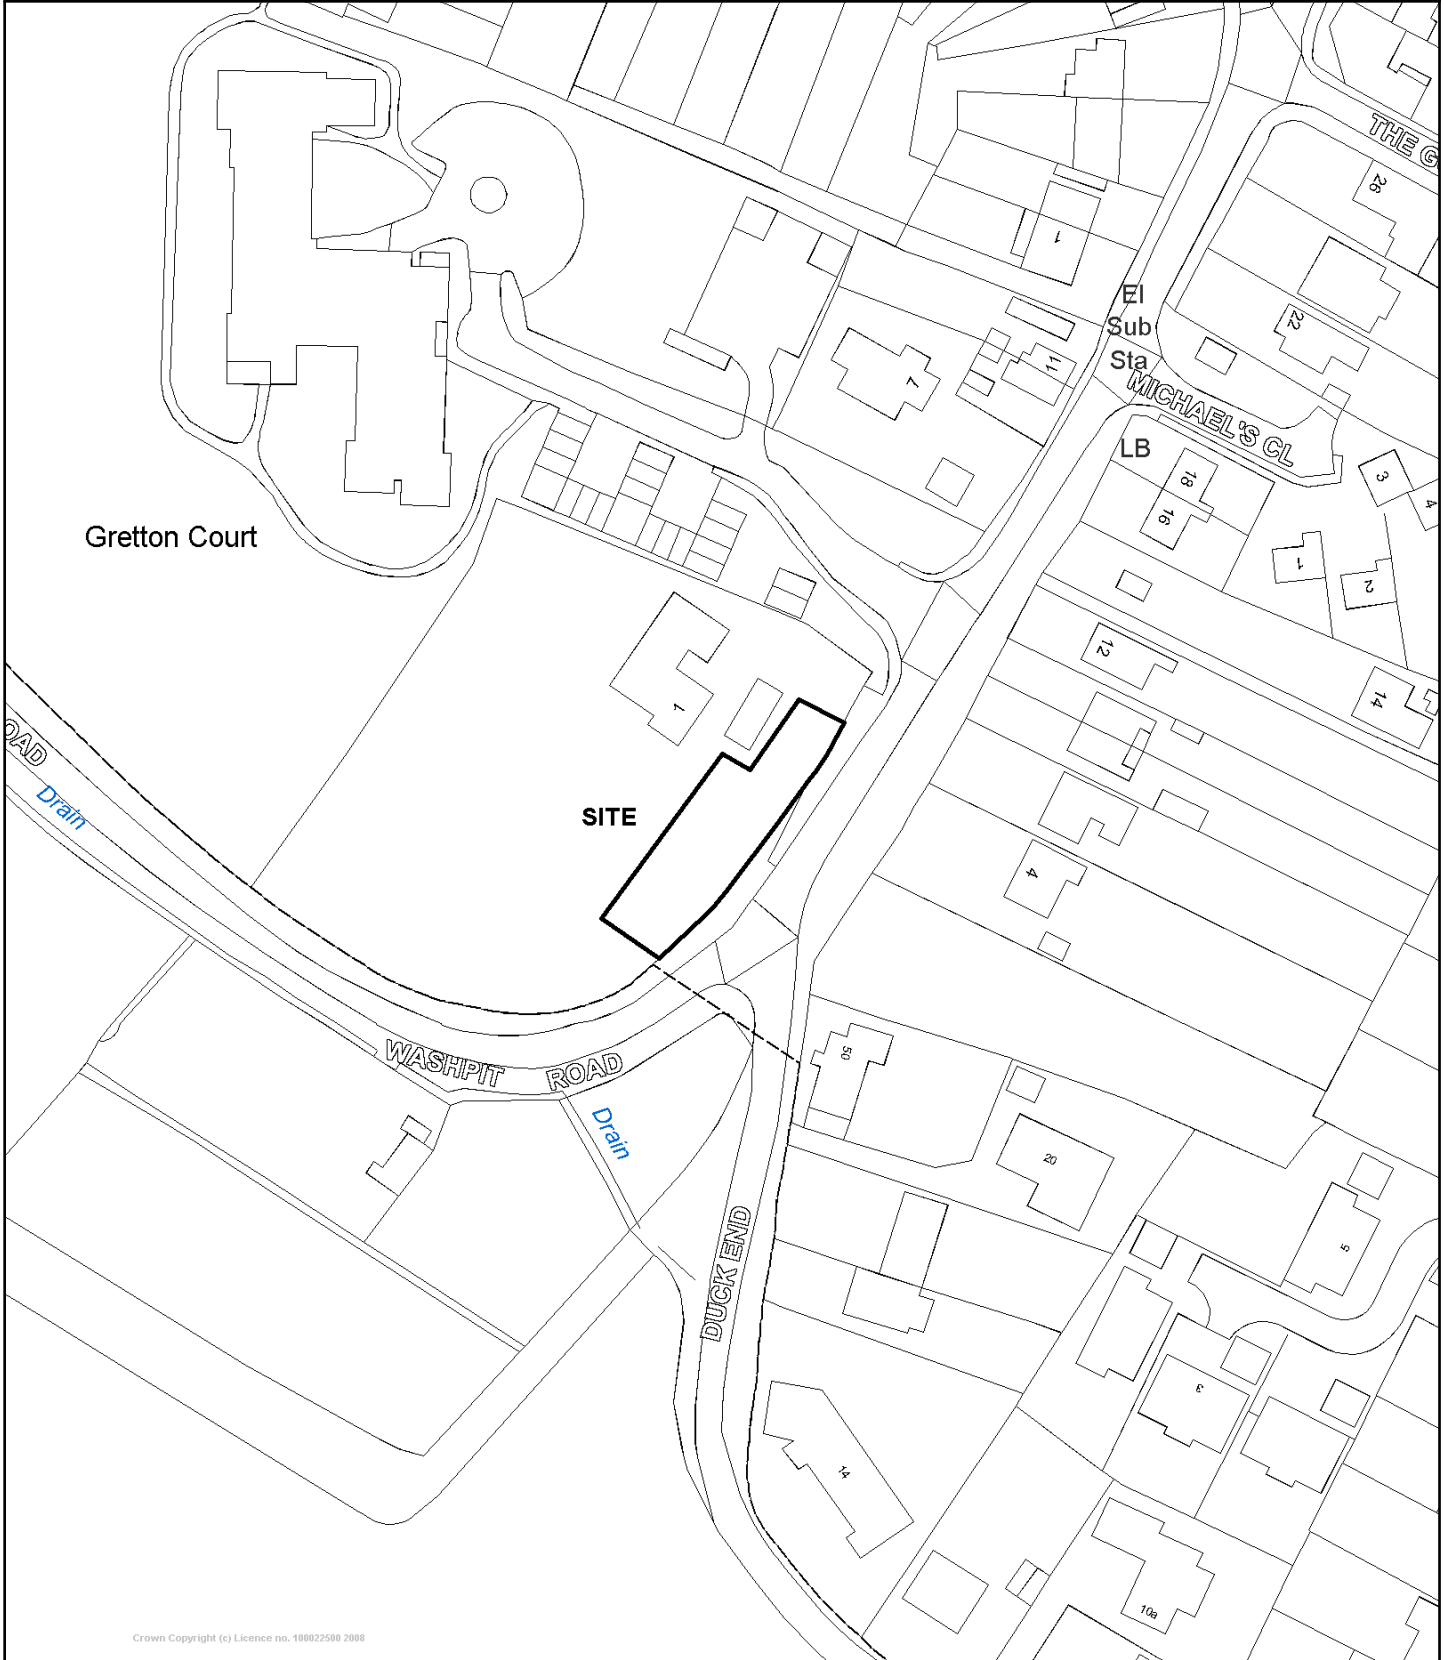 THE G
26
1
El
Sub
Sta
22
11
7
MICHAEL'S CL
LB
18
16
3
4
1
2
Gretton Court
12
14
1
OAD
Drain
SITE
4
WASHPIT ROAD
50
Drain
20
DUCK END
5
3
14
10a
Crown Copyright (c) Licence no. 100022500 2008